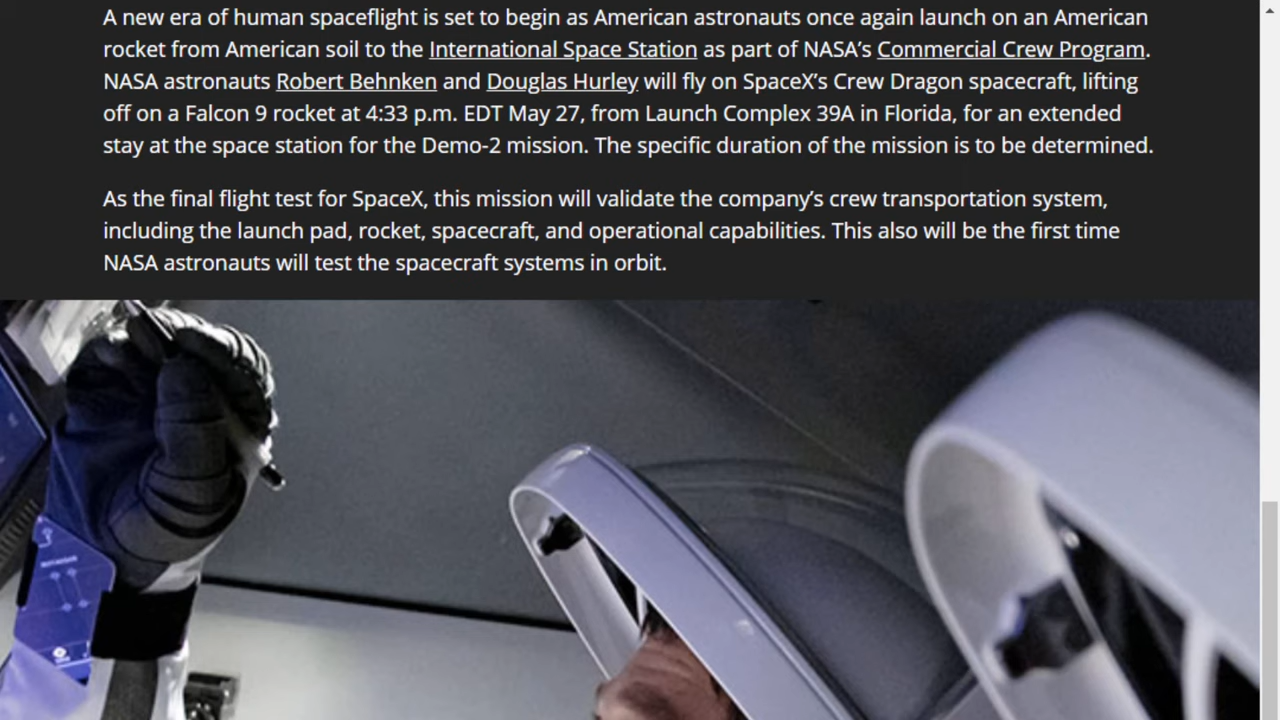 A new era of human spaceflight is set to begin as American astronauts once again launch on an American
rocket from American soil to the International Space Station as part of NASA’s Commercial Crew Program.
NASA astronauts Robert Behnken and Douglas Hurley will fly on SpaceX’s Crew Dragon spacecraft, lifting
off on a Falcon 9 rocket at 4:33 p.m. EDT May 27, from Launch Complex 39A in Florida, for an extended
stay at the space station for the Demo-2 mission. The specific duration of the mission is to be determined.
As the final flight test for SpaceX, this mission will validate the company’s crew transportation system,
including the launch pad, rocket, spacecraft, and operational capabilities. This also will be the first time
NASA astronauts will test the spacecraft systems in orbit.